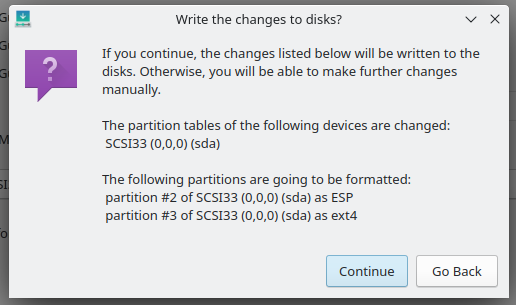 Write the changes to disks?
If you continue, the changes listed below will be written to the
disks. Otherwise, you will be able to make further changes
manually.
The partition tables of the following devices are changed:
SCSI33 (0,0,0) (sda)
The following partitions are going to be formatted:
partition #2 of SCSI33 (0,0,0) (sda) as ESP
partition #3 of SCSI33 (0,0,0) (sda) as ext4
Continue
Go Back